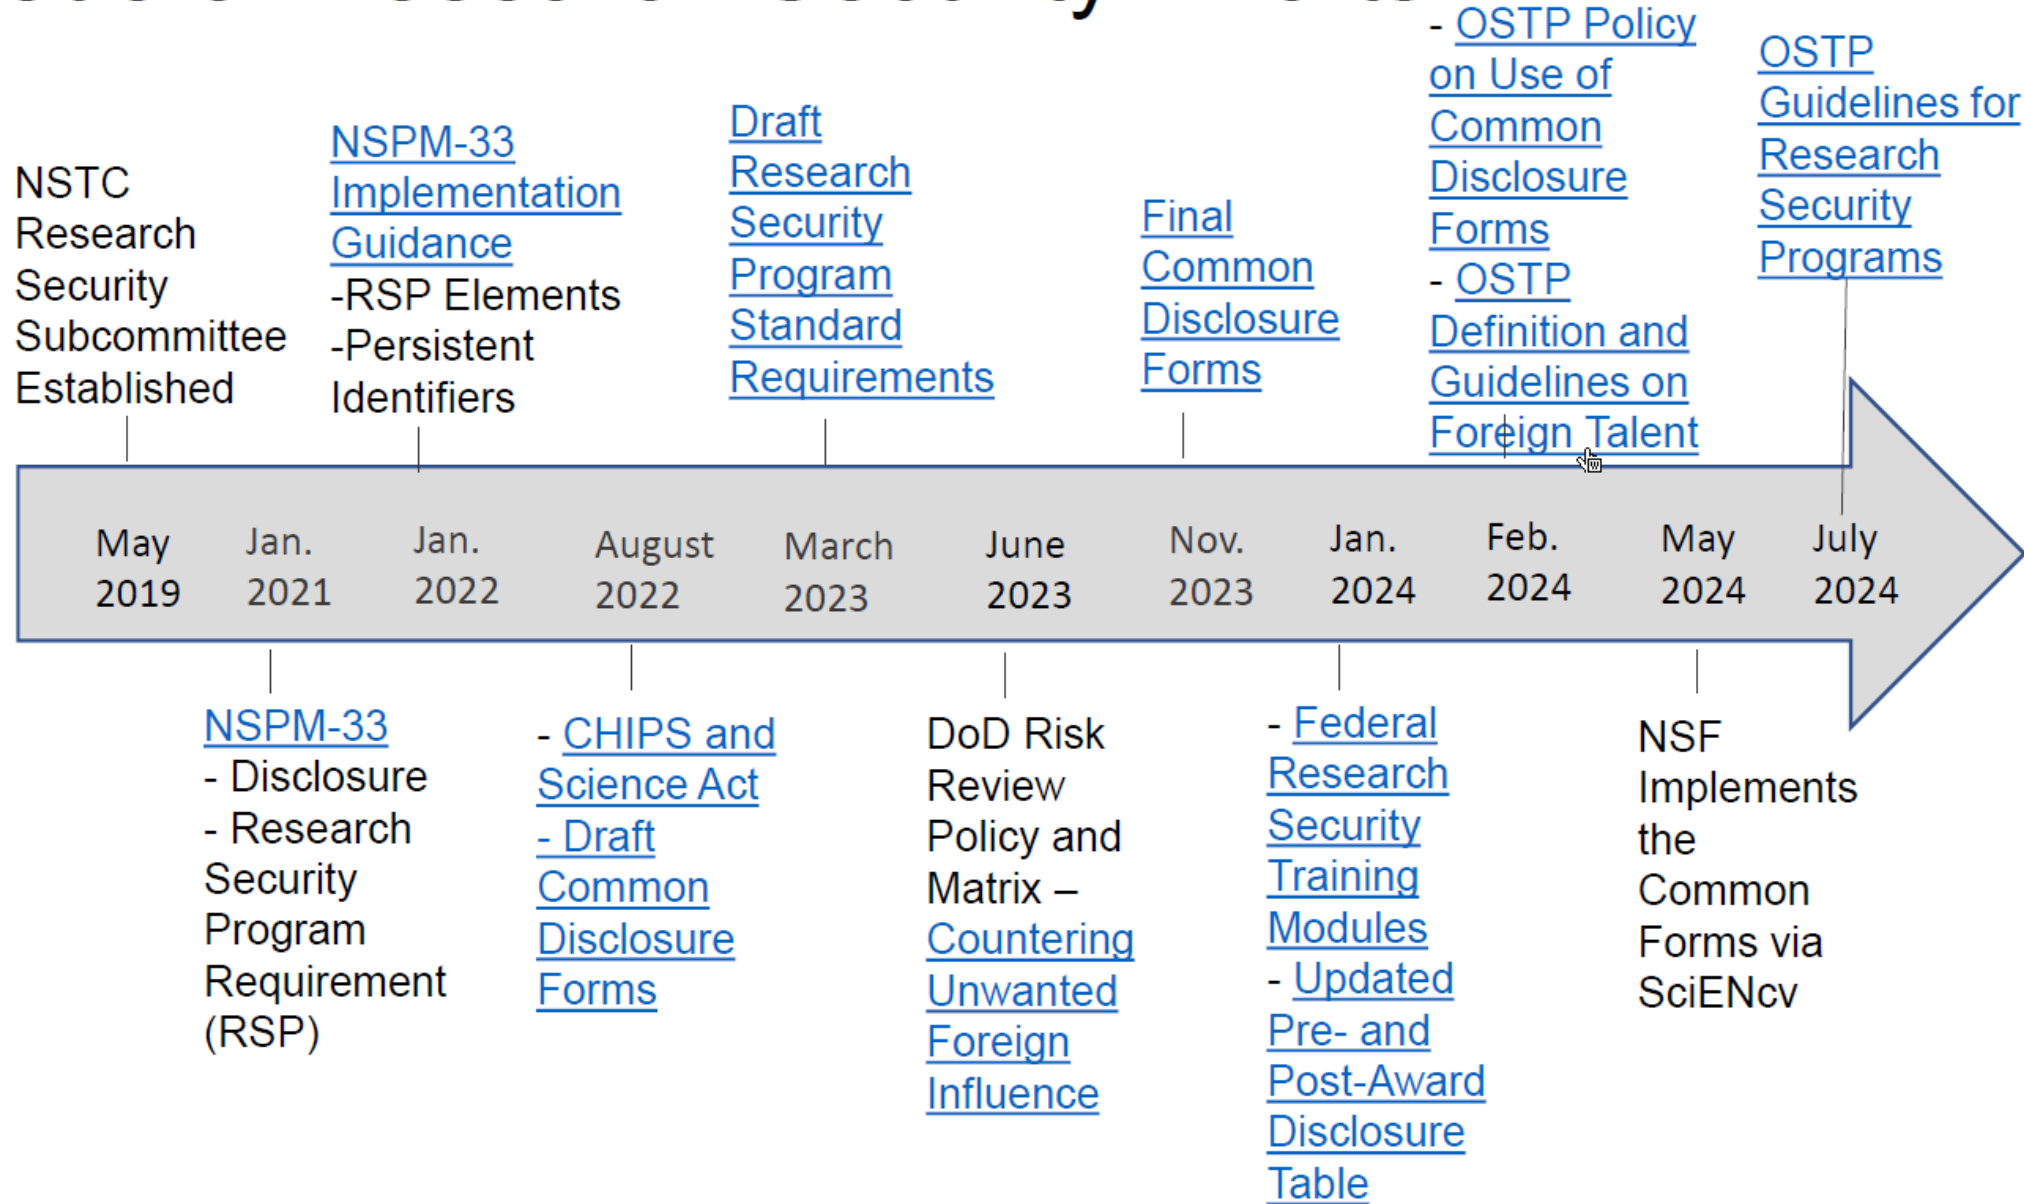 NSTC
Research
Security
Subcommittee
Established
NSPM-33
Implementation
Guidance
-RSP Elements
-Persistent
Identifiers
Draft
Research
Security
Program
Standard
Requirements
Final
Common
Disclosure
Forms
- OSTP Policy
on Use of
Common
Disclosure
Forms
- OSTP
Definition and
Guidelines on
Foreign Talent
OSTP
Guidelines for
Research
Security
Programs
May
2019
Jan.
2021
Jan.
2022
August
2022
March
2023
June
2023
Nov.
2023
Jan.
2024
Feb.
2024
May
2024
July
2024
NSPM-33
- Disclosure
- Research
Security
Program
Requirement
(RSP)
- CHIPS and
Science Act
- Draft
Common
Disclosure
Forms
DoD Risk
Review
Policy and
Matrix –
Countering
Unwanted
Foreign
Influence
- Federal
Research
Security
Training
Modules
- Updated
Pre- and
Post-Award
Disclosure
Table
NSF
Implements
the
Common
Forms via
SciENcv